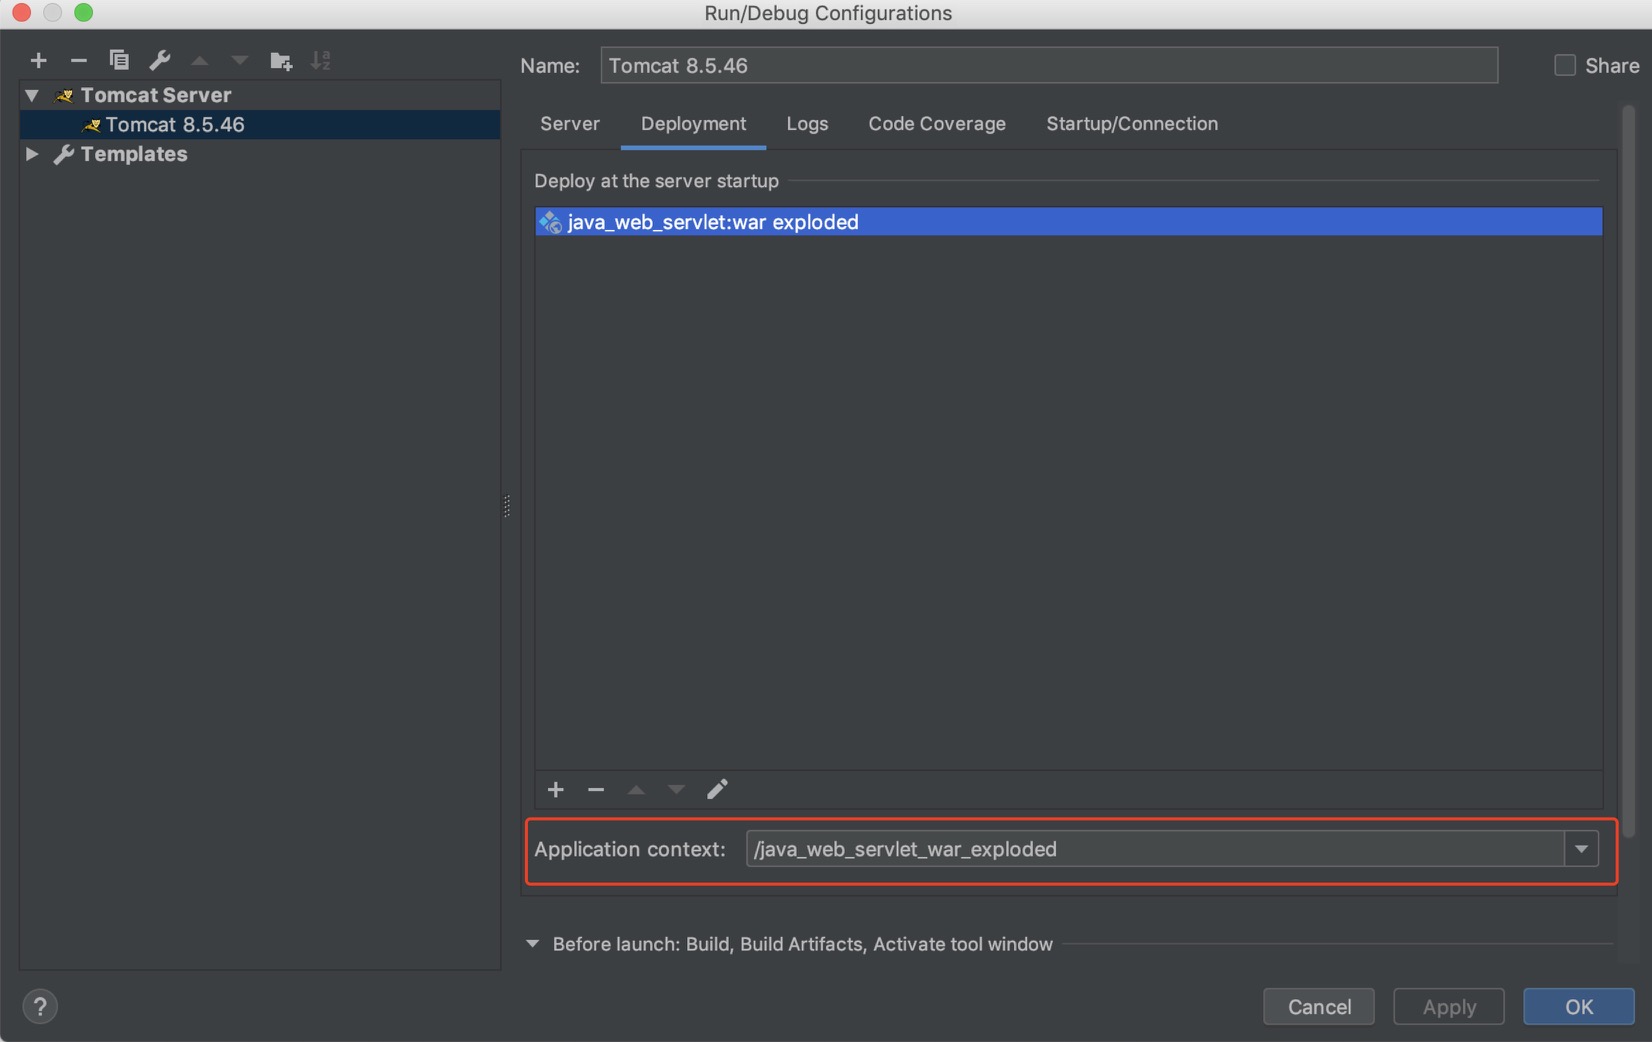 Run/Debug Configurations
Name: Tomcat 8.5.46 Share
Tomcat Server
Tomcat 8.5.46
Templates
Server Deployment Logs Code Coverage Startup/Connection
Deploy at the server startup
java_web_servlet:war exploded
Application context: /java_web_servlet_war_exploded
Before launch: Build, Build Artifacts, Activate tool window
? Cancel Apply OK